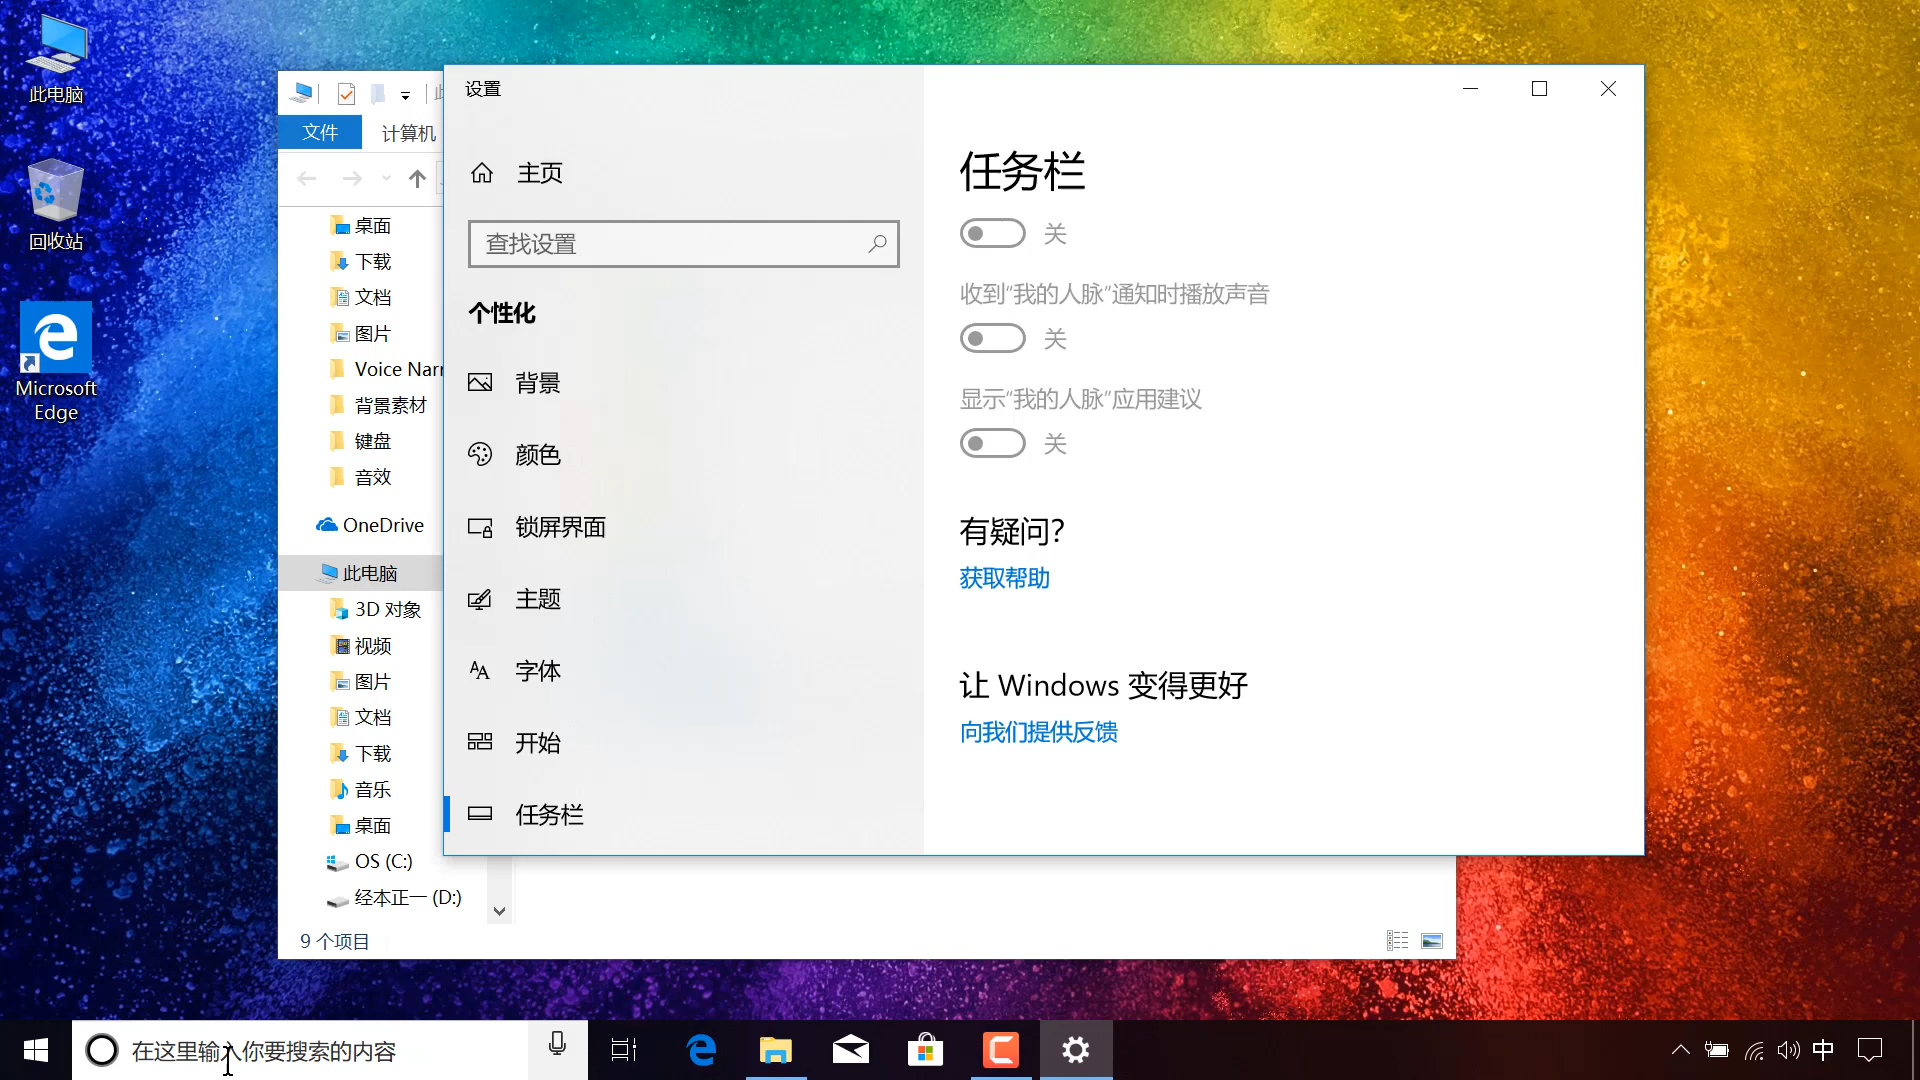 此电脑
回收站
Microsoft
Edge
文件
计算机
桌面
下载
文档
图片
Voice Narr
背景素材
键盘
音效
OneDrive
此电脑
3D 对象
视频
图片
文档
下载
音乐
桌面
OS (C:)
经本正一 (D:)
9 个项目
设置
主页
查找设置
个性化
背景
颜色
锁屏界面
主题
字体
开始
任务栏
任务栏
关
收到“我的人脉”通知时播放声音
关
显示“我的人脉”应用建议
关
有疑问?
获取帮助
让 Windows 变得更好
向我们提供反馈
在这里输入你要搜索的内容
中